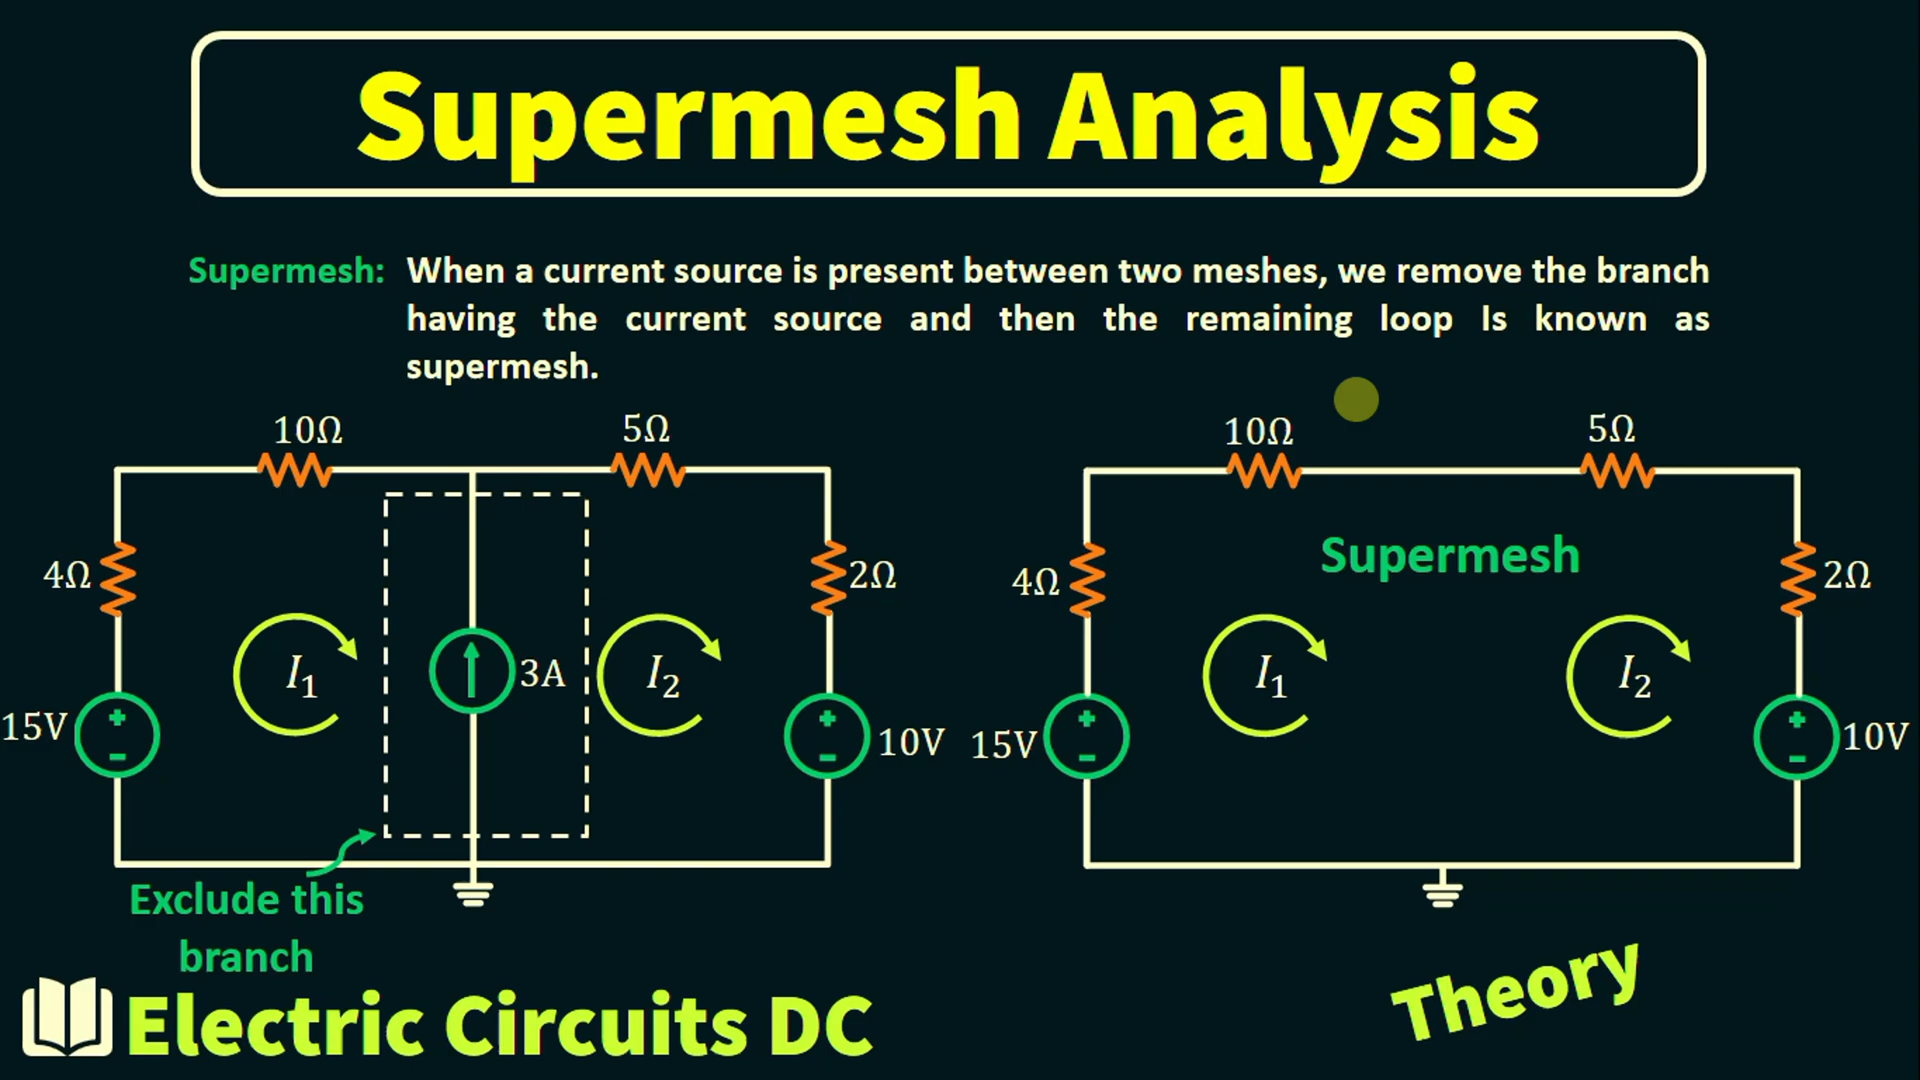 Supermesh Analysis
Supermesh: When a current source is present between two meshes, we remove the branch
having the current source and then the remaining loop Is known as
supermesh.
10Ω 5Ω
4Ω 2Ω
I₁ 3A I₂
15V 10V
Exclude this
branch
10Ω 5Ω
Supermesh
4Ω 2Ω
I₁ I₂
15V 10V
Electric Circuits DC
Theory